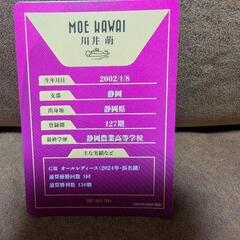 MOE KAWAI
川井 萌
生年月日 2002/1/8
支部 静岡
出身地 静岡県
登録期 127期
最終学歴 静岡農業高等学校
主な実績など
G Ⅲ オールレディース(2024年・浜名湖)
通算優勝回数 3回
通算勝利回数 130勝